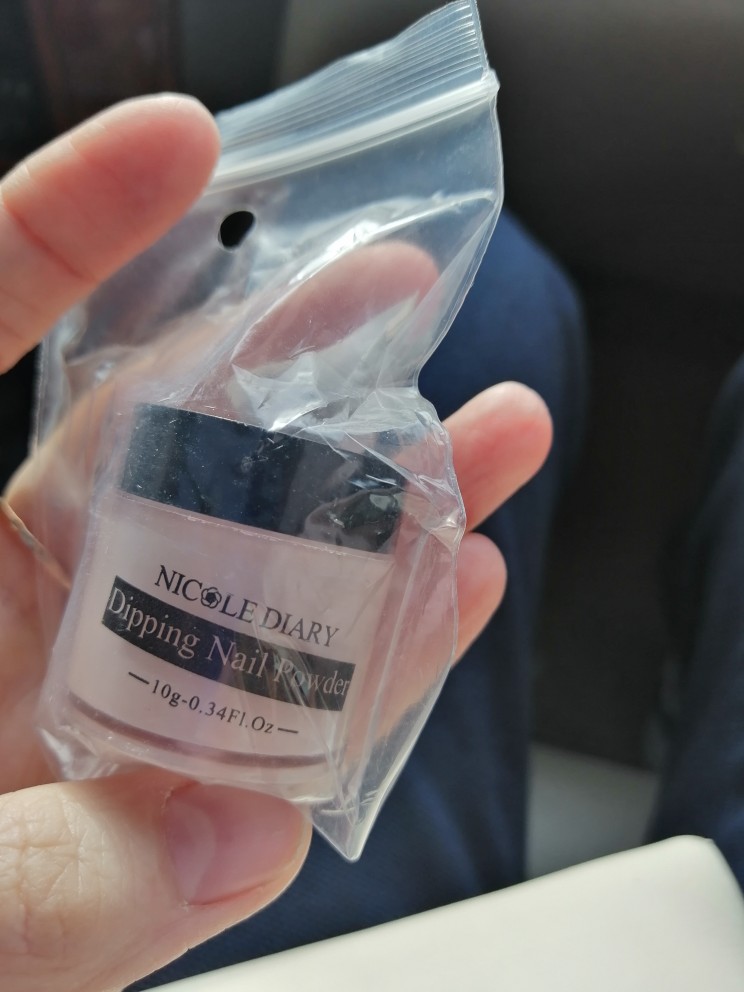 NICOLE DIARY
Dipping Nail Powder
10g-0.34Fl.Oz